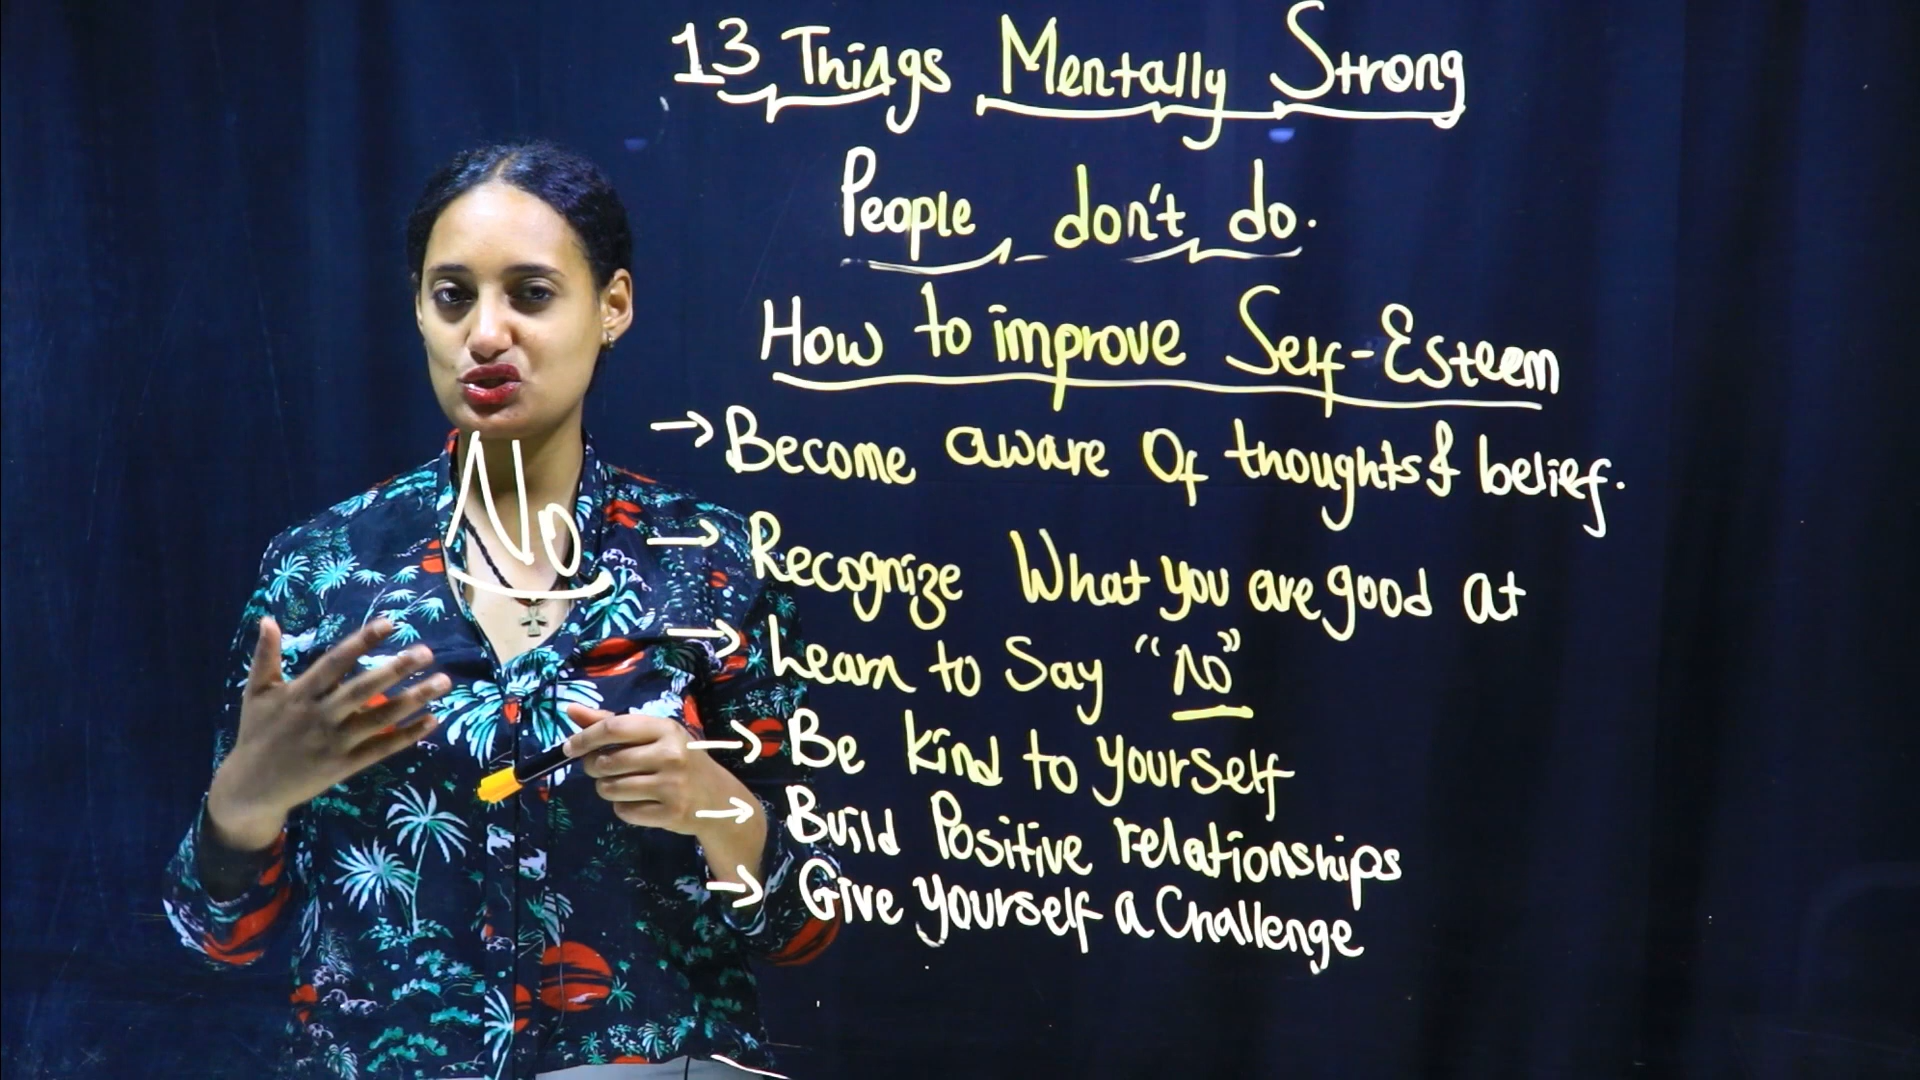 13 Things Mentally Strong
People don't do.
How to improve Self-Esteem
→ Become aware of thoughts & belief.
→ Recognize What you are good at
→ Learn to Say "No"
→ Be kind to yourself
→ Build Positive relationships
→ Give yourself a Challenge
No